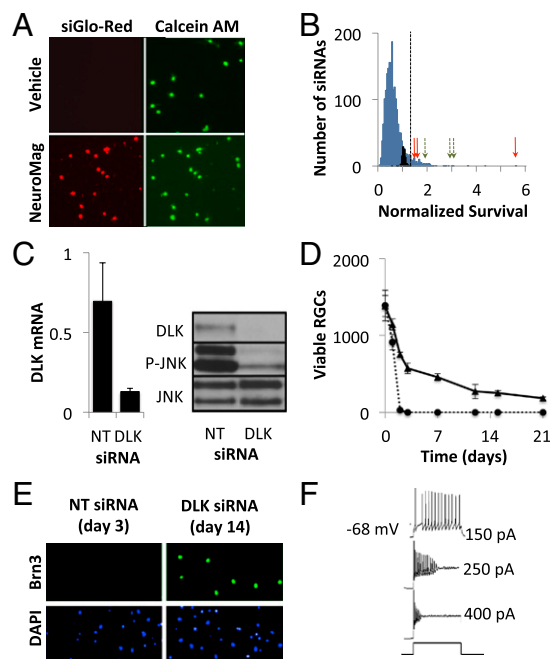 A
siGlo-Red Calcein AM
Vehicle
NeuroMag
B
Number of siRNAs
200
100
0
0 2 4 6
Normalized Survival
C
DLK mRNA
1
0.5
0
NT DLK
siRNA
DLK
P-JNK
JNK
NT DLK
siRNA
D
Viable RGCs
2000
1000
0
0 7 14 21
Time (days)
E
NT siRNA DLK siRNA
(day 3) (day 14)
Brn3
DAPI
F
-68 mV
150 pA
250 pA
400 pA